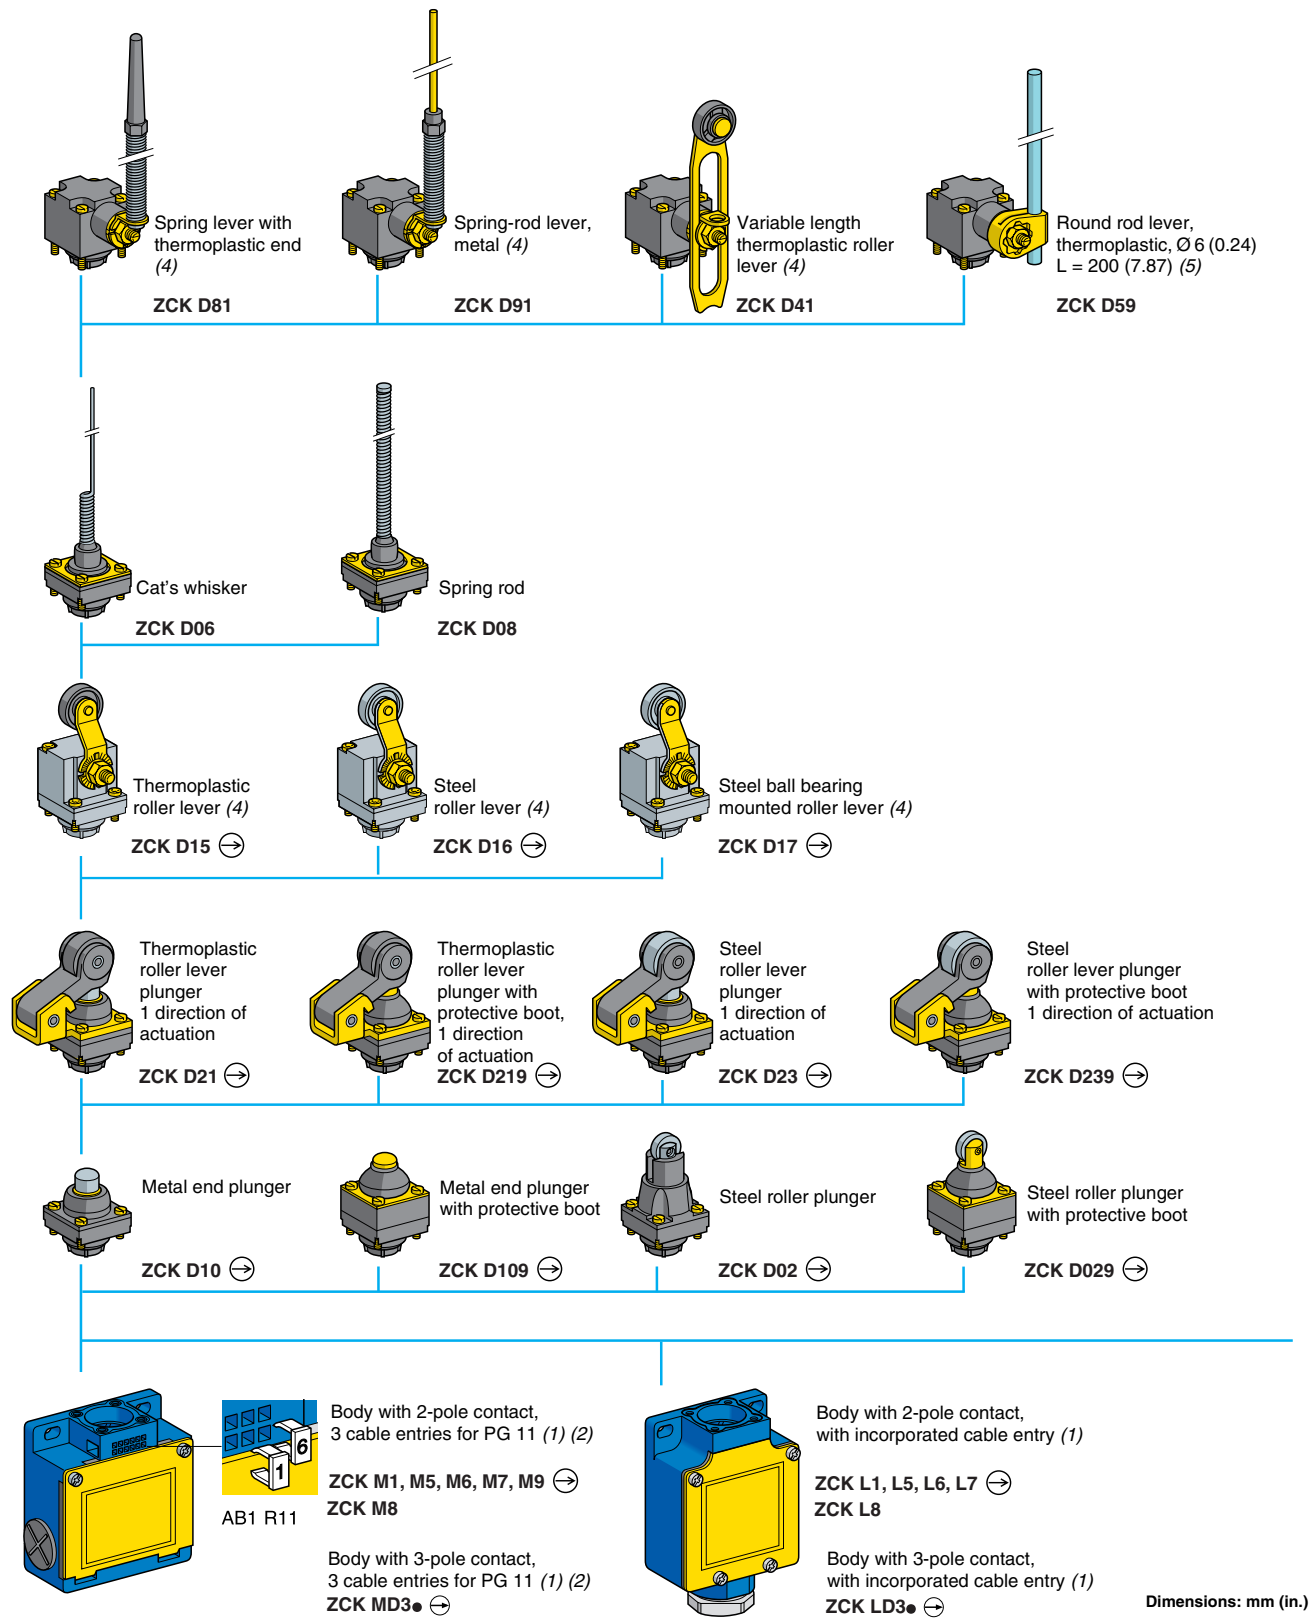 Spring lever with
thermoplastic end
(4)
ZCK D81
Spring-rod lever,
metal (4)
ZCK D91
Variable length
thermoplastic roller
lever (4)
ZCK D41
Round rod lever,
thermoplastic, Ø 6 (0.24)
L = 200 (7.87) (5)
ZCK D59
Cat's whisker
ZCK D06
Spring rod
ZCK D08
Thermoplastic
roller lever (4)
ZCK D15
Steel
roller lever (4)
ZCK D16
Steel ball bearing
mounted roller lever (4)
ZCK D17
Thermoplastic
roller lever
plunger
1 direction of
actuation
ZCK D21
Thermoplastic
roller lever
plunger with
protective boot,
1 direction
of actuation
ZCK D219
Steel
roller lever
plunger
1 direction of
actuation
ZCK D23
Steel
roller lever plunger
with protective boot
1 direction of actuation
ZCK D239
Metal end plunger
ZCK D10
Metal end plunger
with protective boot
ZCK D109
Steel roller plunger
ZCK D02
Steel roller plunger
with protective boot
ZCK D029
6
1
AB1 R11
Body with 2-pole contact,
3 cable entries for PG 11 (1) (2)
ZCK M1, M5, M6, M7, M9
ZCK M8
Body with 3-pole contact,
3 cable entries for PG 11 (1) (2)
ZCK MD3●
Body with 2-pole contact,
with incorporated cable entry (1)
ZCK L1, L5, L6, L7
ZCK L8
Body with 3-pole contact,
with incorporated cable entry (1)
ZCK LD3●
Dimensions: mm (in.)